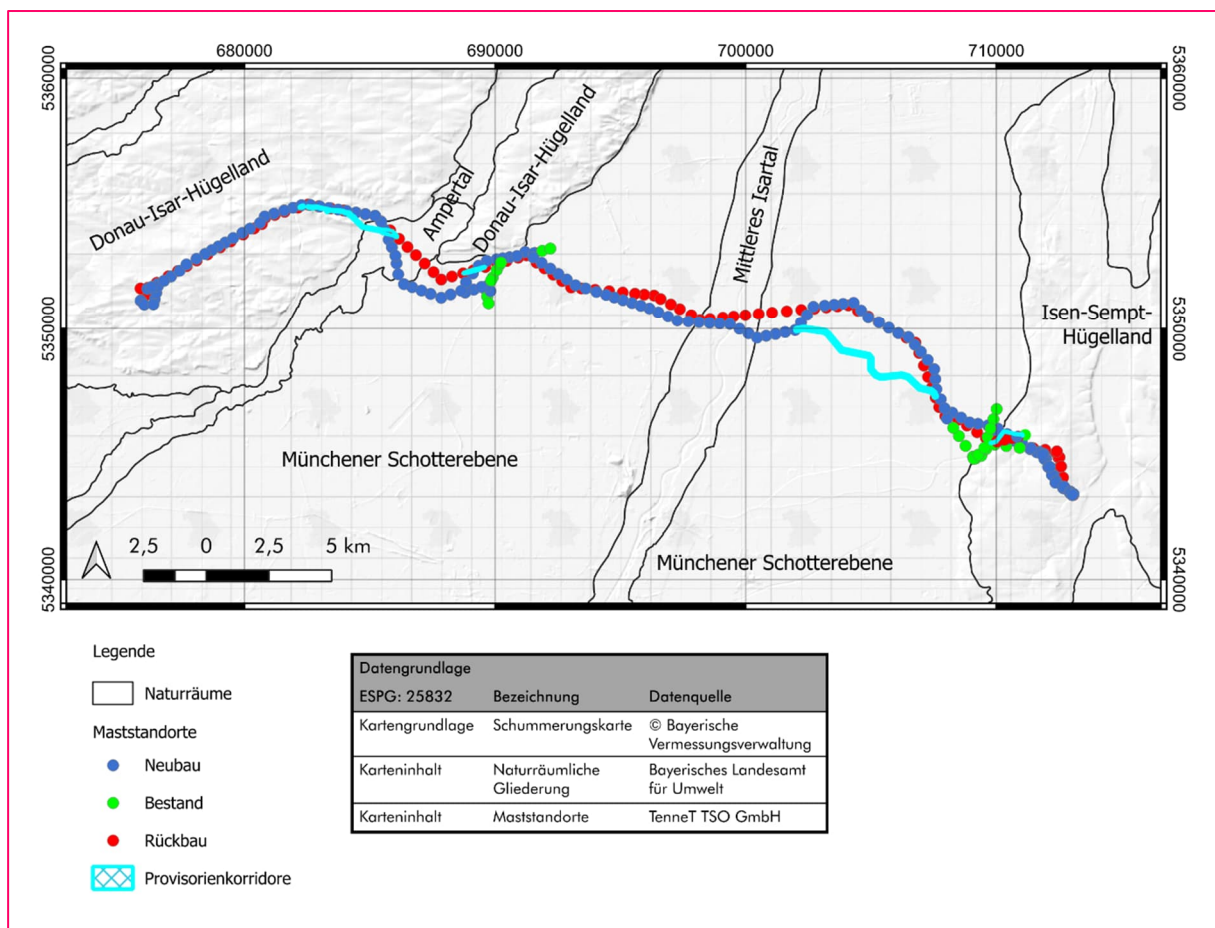 680000
690000
700000
710000
5360000
5360000
Donau-Isar-Hügelland
Ampertal
Donau-Isar-Hügelland
Mittleres Isartal
5350000
5350000
Isen-Sempt-
Hügelland
Münchener Schotterebene
2,5 0 2,5 5 km
Münchener Schotterebene
5340000
5340000
Legende
Naturräume
Maststandorte
Neubau
Bestand
Rückbau
Provisorienkorridore
Datengrundlage
ESPG: 25832 Bezeichnung Datenquelle
Kartengrundlage Schummerungskarte © Bayerische
Vermessungsverwaltung
Karteninhalt Naturräumliche Bayerisches Landesamt
Gliederung für Umwelt
Karteninhalt Maststandorte TenneT TSO GmbH